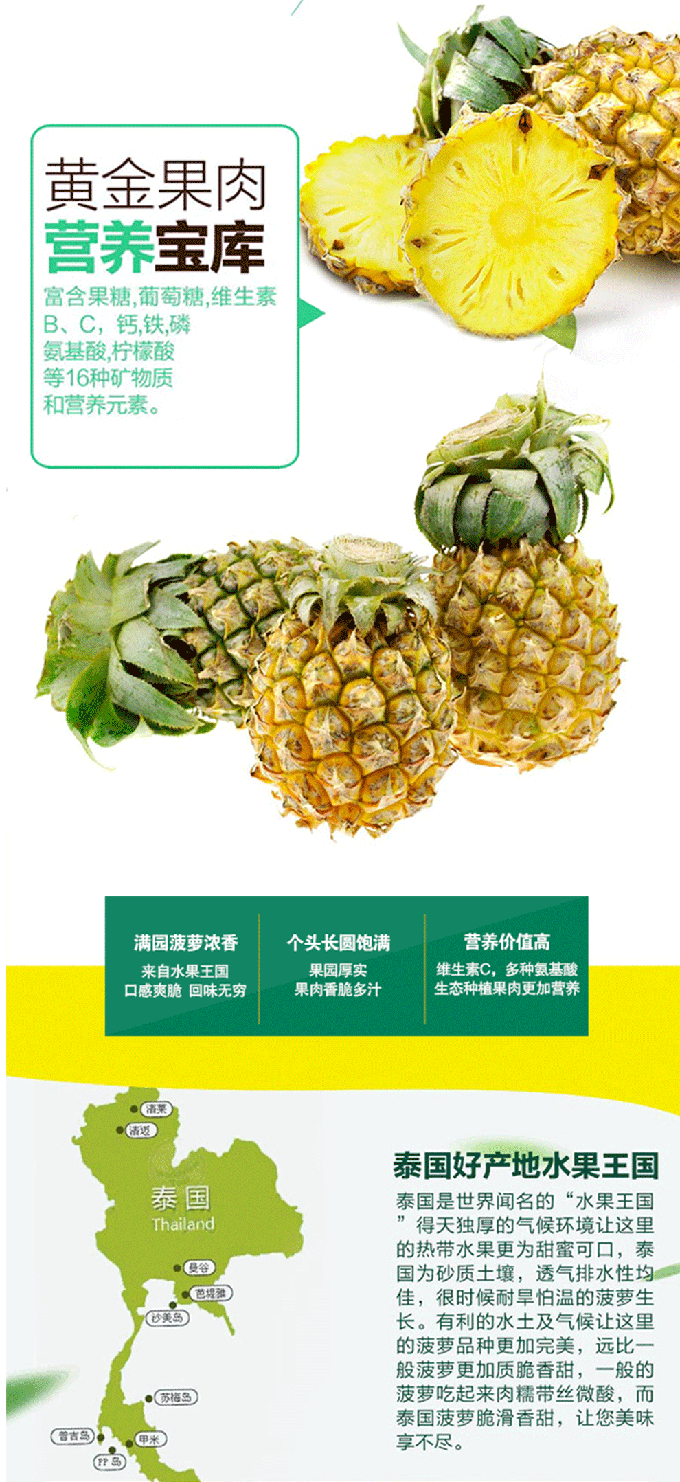 黄金果肉
营养宝库
富含果糖,葡萄糖,维生素
B、C，钙,铁,磷
氨基酸,柠檬酸
等16种矿物质
和营养元素。
满园菠萝浓香
来自水果王国
口感爽脆 回味无穷
个头长圆饱满
果园厚实
果肉香脆多汁
营养价值高
维生素C，多种氨基酸
生态种植果肉更加营养
清莱
清迈
泰国
Thailand
曼谷
芭堤雅
沙美岛
苏梅岛
普吉岛
甲米
PP岛
泰国好产地水果王国
泰国是世界闻名的“水果王国
”得天独厚的气候环境让这里
的热带水果更为甜蜜可口，泰
国为砂质土壤，透气排水性均
佳，很时候耐旱怕温的菠萝生
长。有利的水土及气候让这里
的菠萝品种更加完美，远比一
般菠萝更加质脆香甜，一般的
菠萝吃起来肉糯带丝微酸，而
泰国菠萝脆滑香甜，让您美味
享不尽。